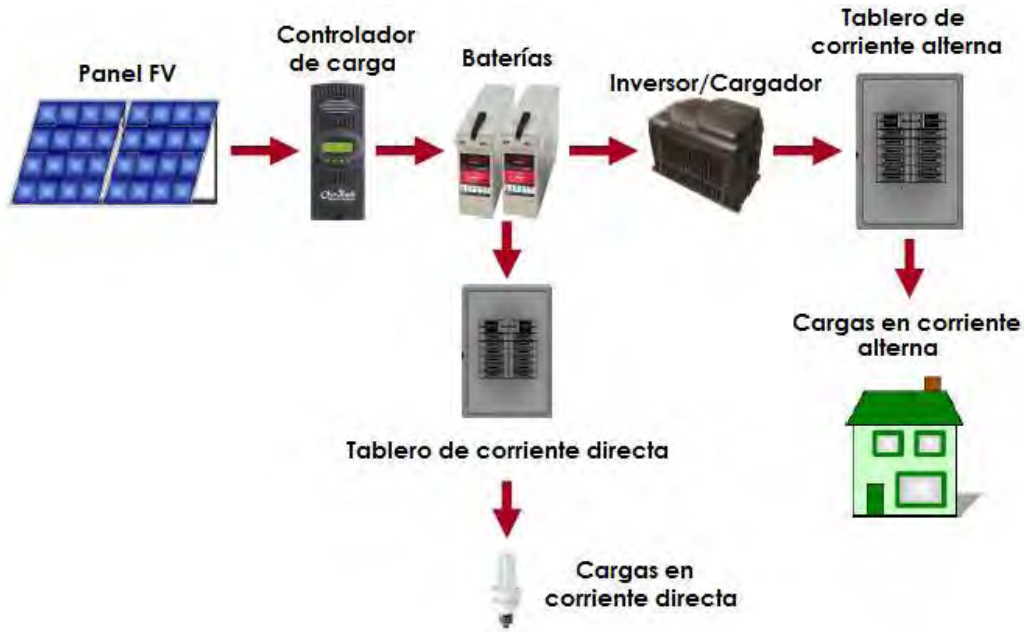 Tablero de
corriente alterna
Controlador
de carga
Baterías
Panel FV
Inversor/Cargador
Cargas en corriente
alterna
Tablero de corriente directa
Cargas en
corriente directa